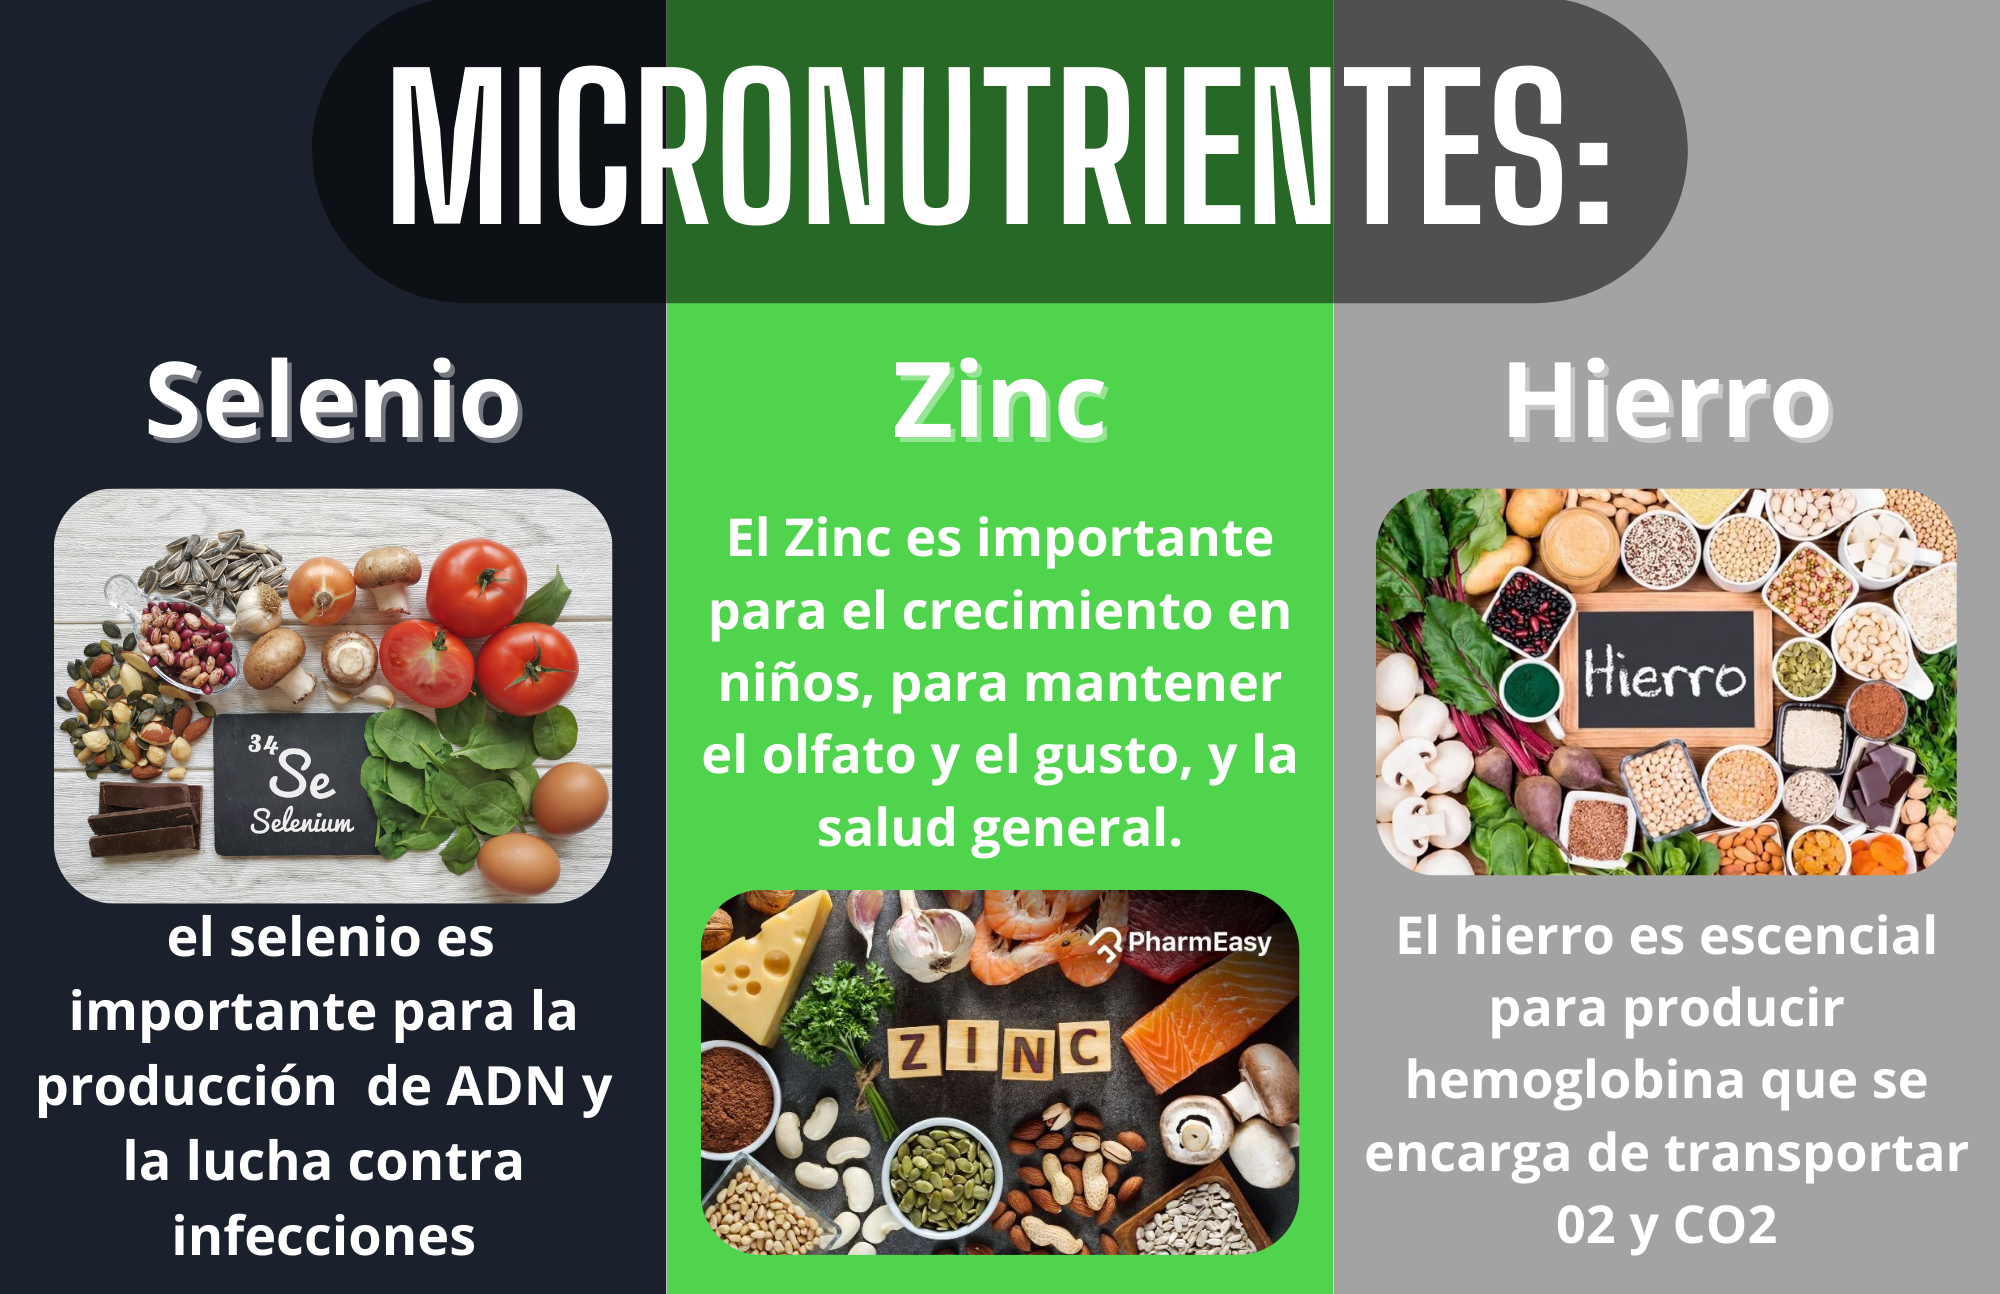 MICRONUTRIENTES:
Selenio
34
Se
Selenium
el selenio es
importante para la
producción  de ADN y
la lucha contra
infecciones
Zinc
El Zinc es importante
para el crecimiento en
niños, para mantener
el olfato y el gusto, y la
salud general.
PharmEasy
ZINC
Hierro
Hierro
El hierro es escencial
para producir
hemoglobina que se
encarga de transportar
02 y CO2